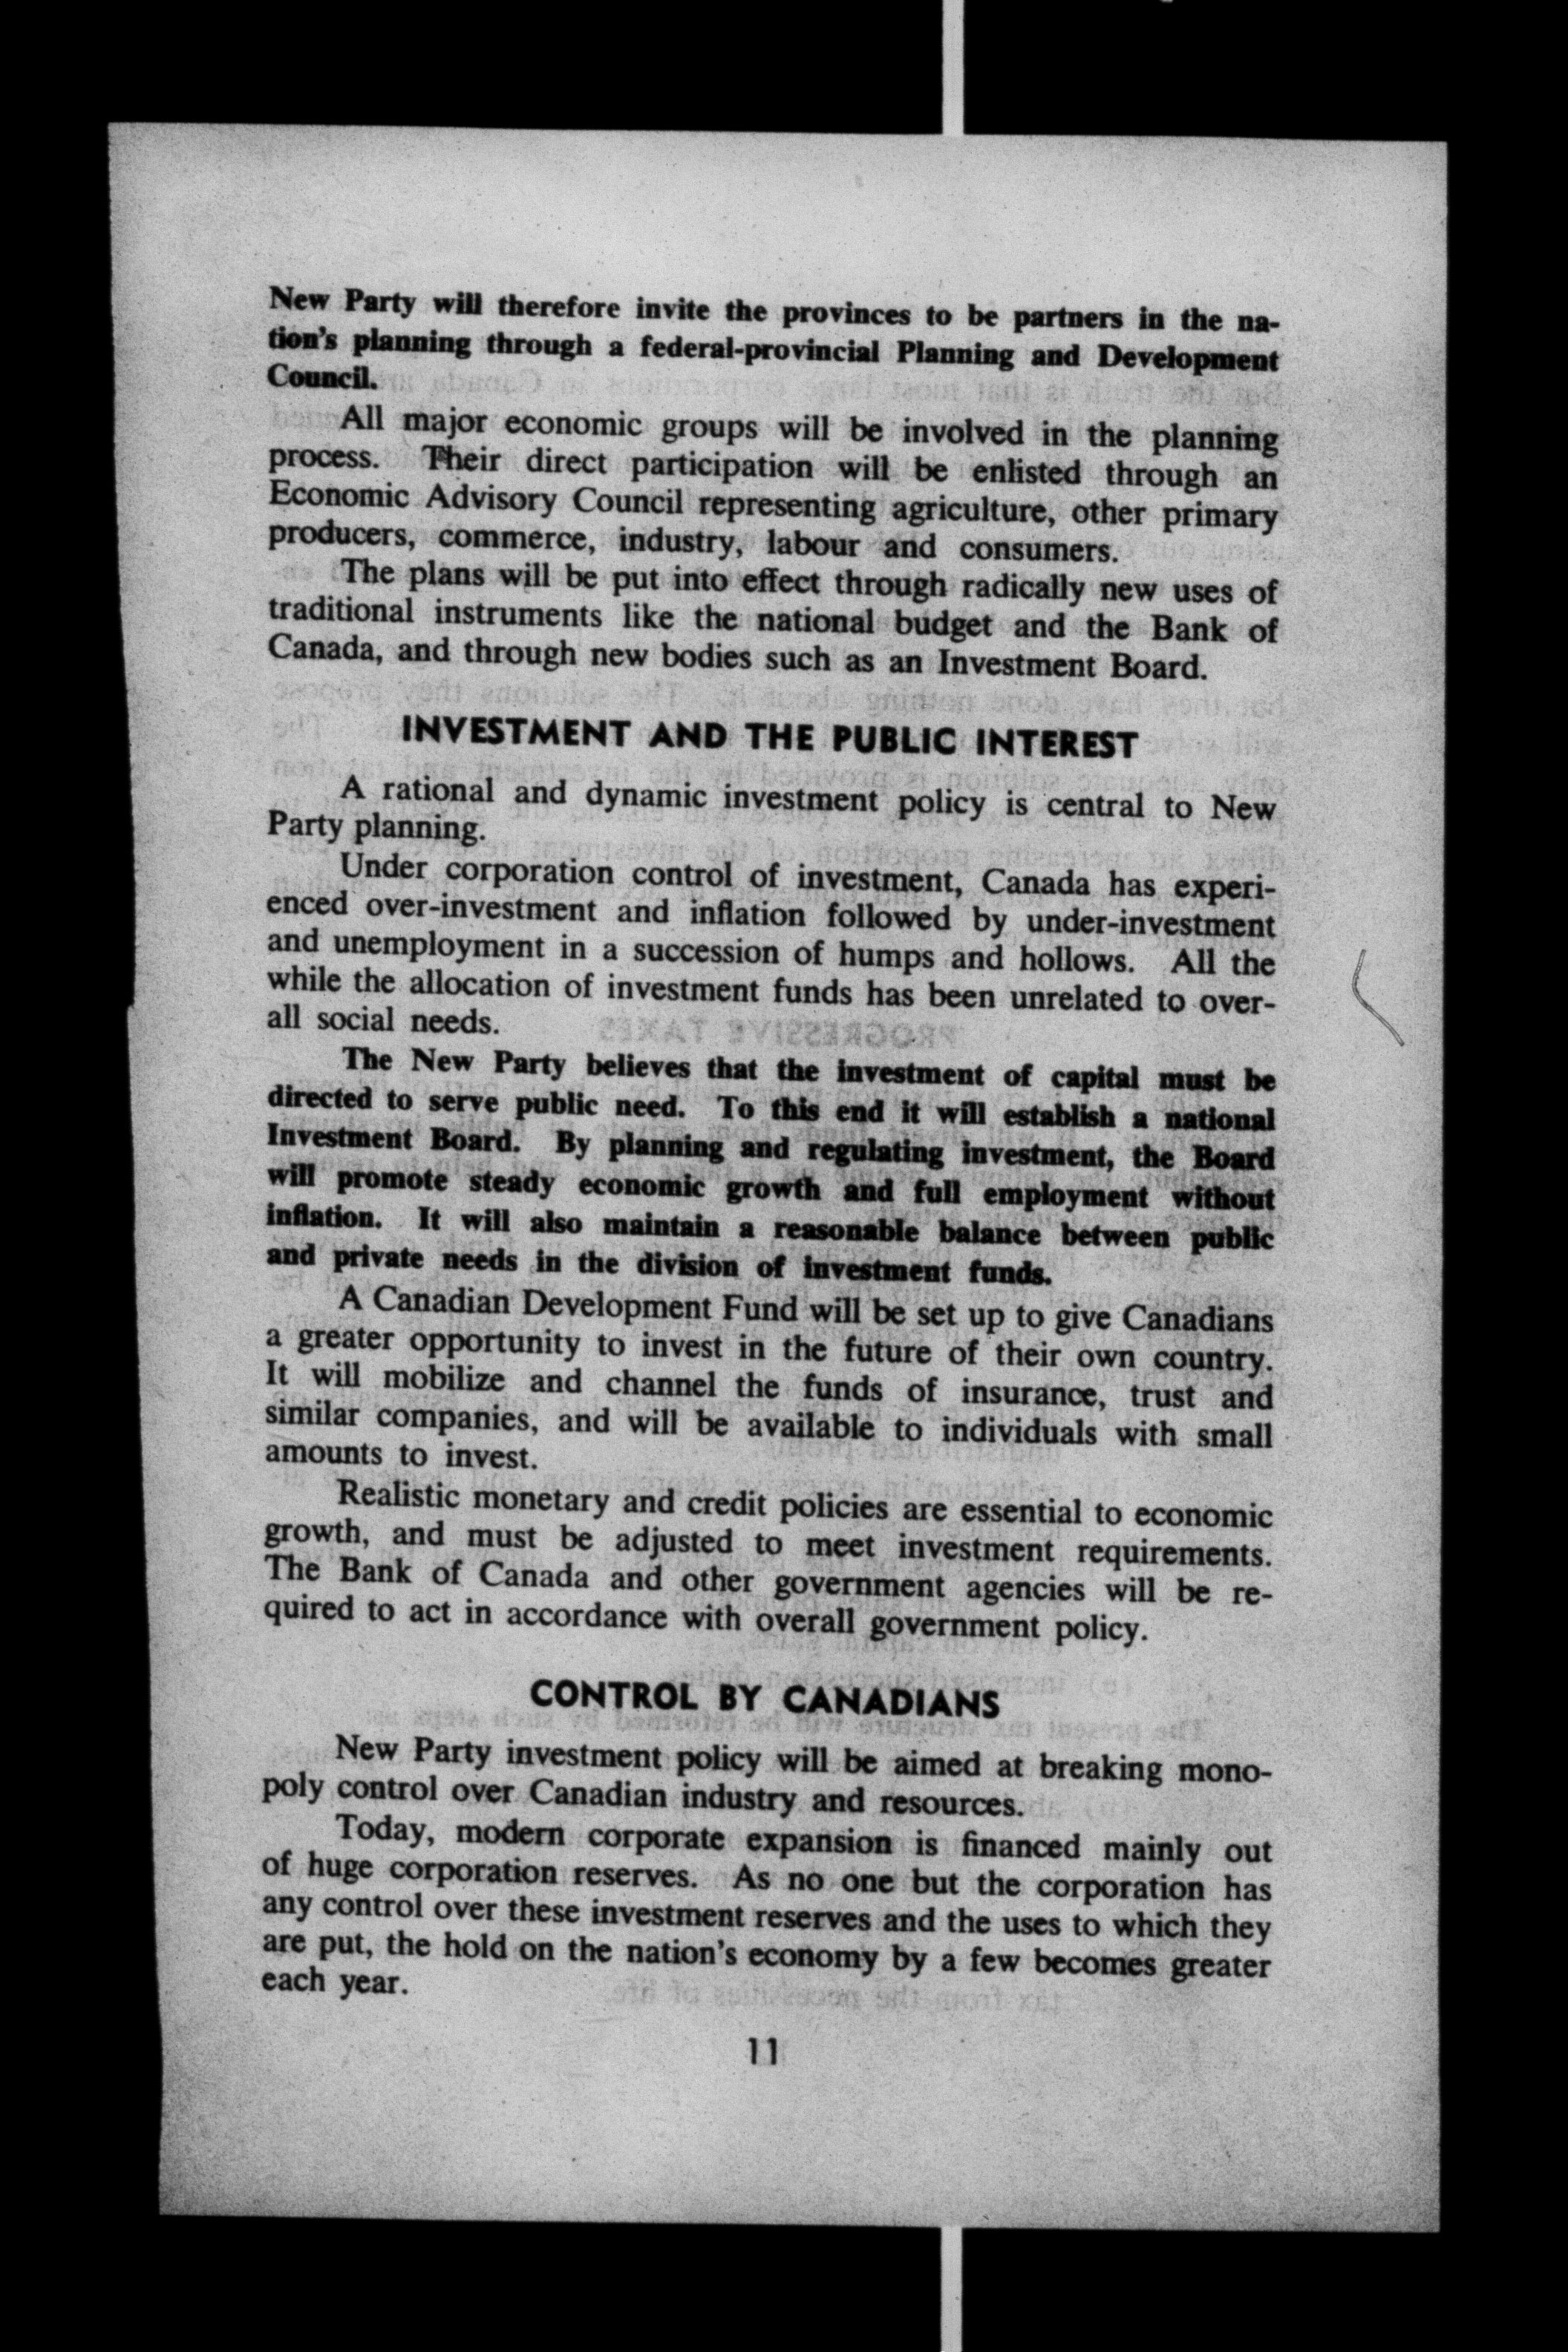 New Party will therefore invite the provinces to be partners in the na-
tion's planning through a federal-provincial Planning and Development
Council.
All major economic groups will be involved in the planning
process. Their direct participation will be enlisted through an
Economic Advisory Council representing agriculture, other primary
producers, commerce, industry, labour and consumers.
The plans will be put into effect through radically new uses of
traditional instruments like the national budget and the Bank of
Canada, and through new bodies such as an Investment Board.
INVESTMENT AND THE PUBLIC INTEREST
A rational and dynamic investment policy is central to New
Party planning.
Under corporation control of investment, Canada has experi-
enced over-investment and inflation followed by under-investment
and unemployment in a succession of humps and hollows. All the
while the allocation of investment funds has been unrelated to over-
all social needs.
The New Party believes that the investment of capital must be
directed to serve public need. To this end it will establish a national
Investment Board. By planning and regulating investment, the Board
will promote steady economic growth and full employment without
inflation. It will also maintain a reasonable balance between public
and private needs in the division of investment funds.
A Canadian Development Fund will be set up to give Canadians
a greater opportunity to invest in the future of their own country.
It will mobilize and channel the funds of insurance, trust and
similar companies, and will be available to individuals with small
amounts to invest.
Realistic monetary and credit policies are essential to economic
growth, and must be adjusted to meet investment requirements.
The Bank of Canada and other government agencies will be re-
quired to act in accordance with overall government policy.
CONTROL BY CANADIANS
New Party investment policy will be aimed at breaking mono-
poly control over Canadian industry and resources.
Today, modern corporate expansion is financed mainly out
of huge corporation reserves. As no one but the corporation has
any control over these investment reserves and the uses to which they
are put, the hold on the nation's economy by a few becomes greater
each year.
11